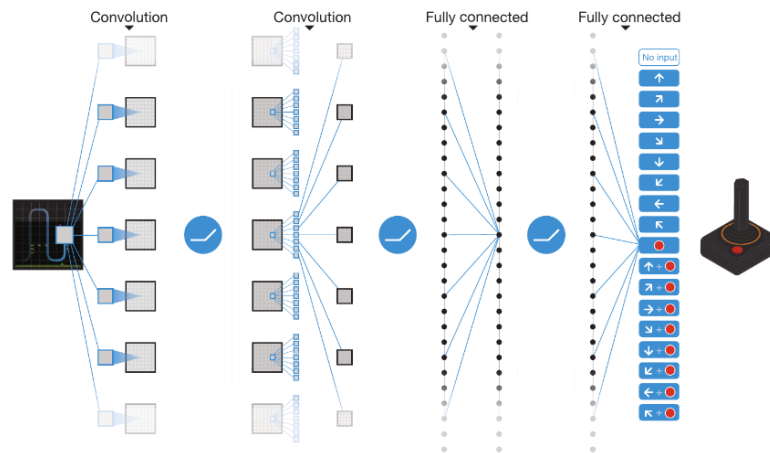 Convolution
Convolution
Fully connected
Fully connected
No input
+
+
+
+
+
+
+
+